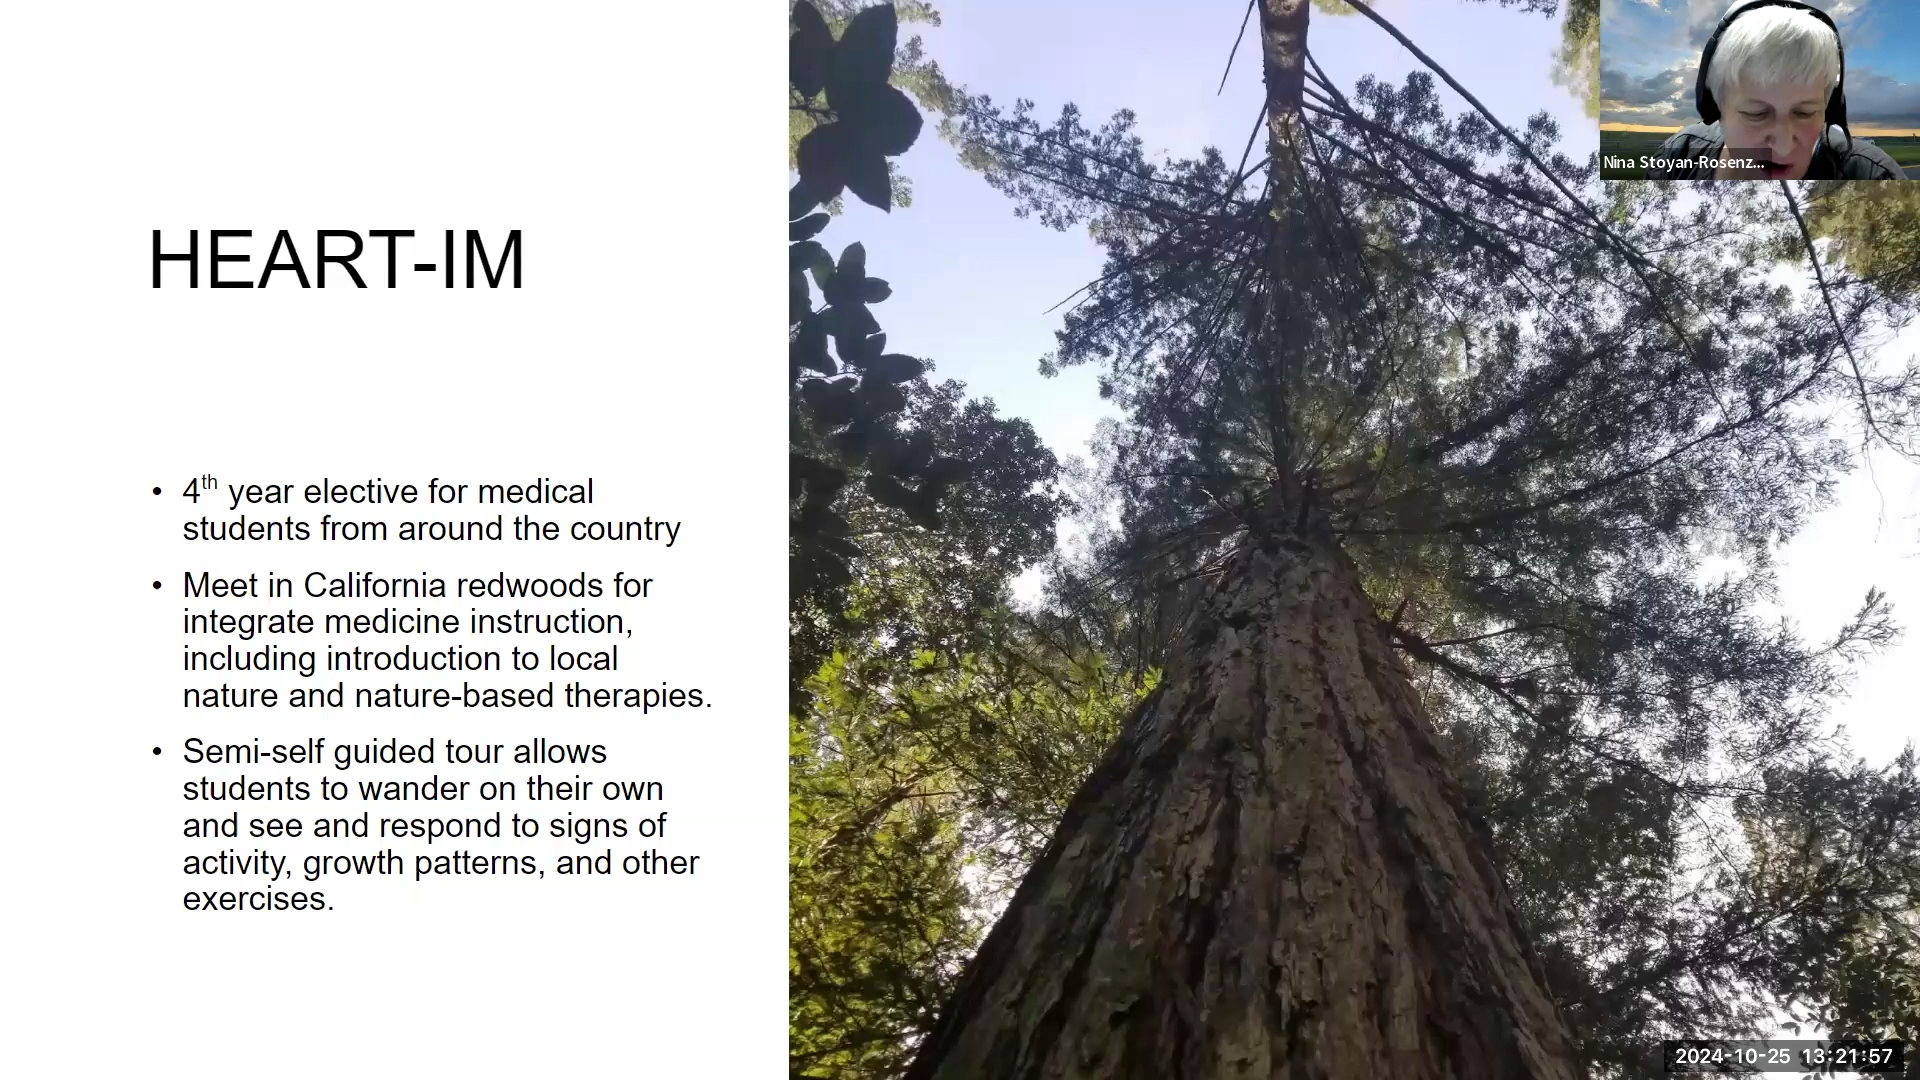 HEART-IM
• 4th year elective for medical
students from around the country
• Meet in California redwoods for
integrate medicine instruction,
including introduction to local
nature and nature-based therapies.
• Semi-self guided tour allows
students to wander on their own
and see and respond to signs of
activity, growth patterns, and other
exercises.
Nina Stoyan-Rosenz...
2024-10-25 13:21:57